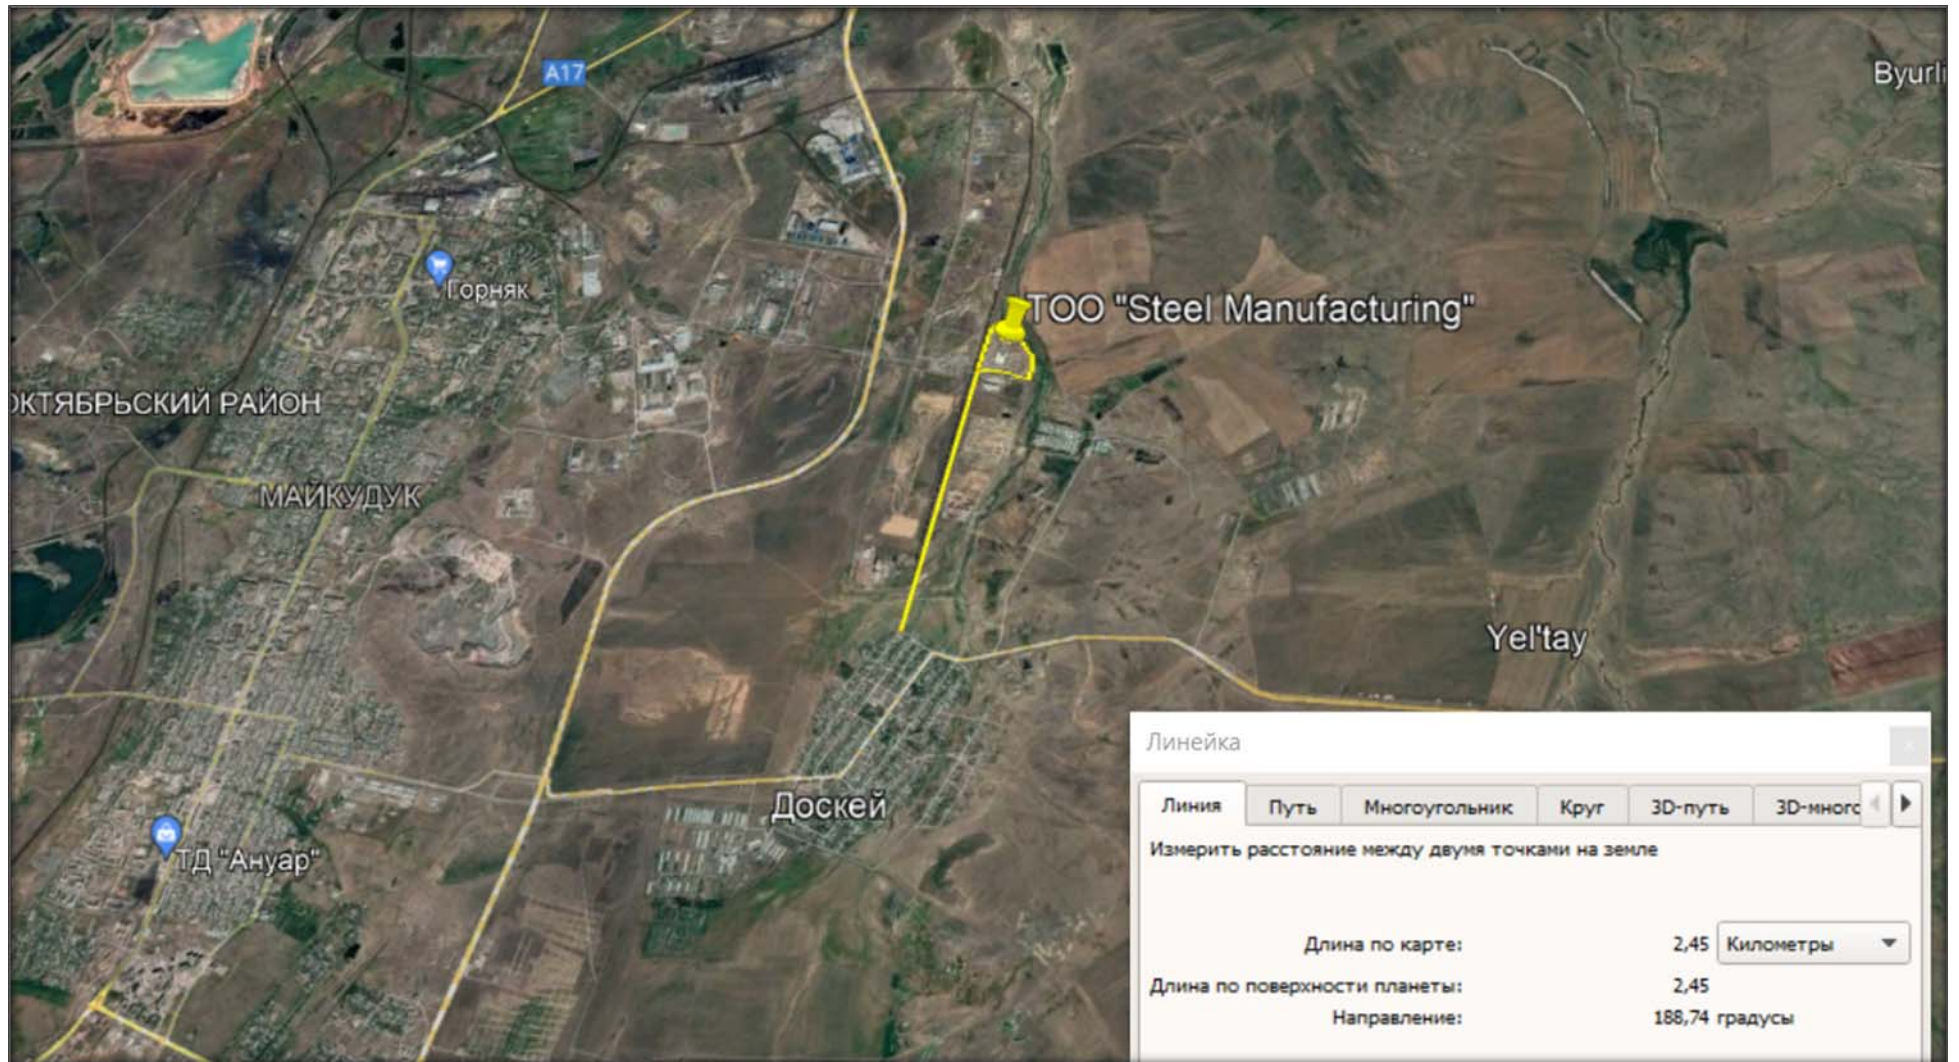 A17
Byurli
Горняк
ТОО "Steel Manufacturing"
ОКТЯБРЬСКИЙ РАЙОН
МАЙКУДУК
Yel'tay
Доскей
ТД "Ануар"
Линейка
Линия Путь Многоугольник Круг 3D-путь 3D-много
Измерить расстояние между двумя точками на земле
Длина по карте: 2,45 Километры
Длина по поверхности планеты: 2,45
Направление: 188,74 градусы